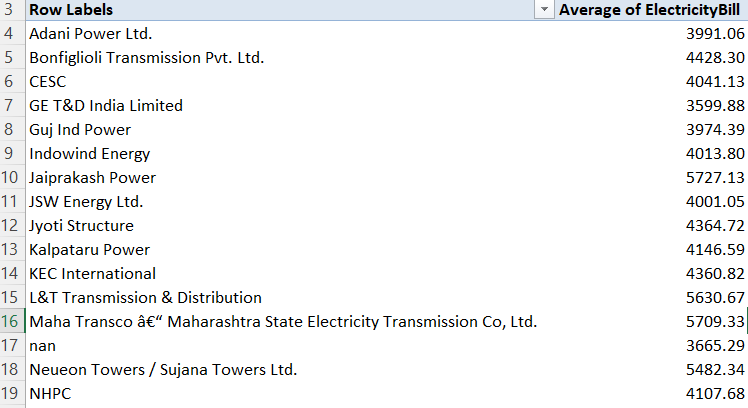 3 Row Labels Average of ElectricityBill
4 Adani Power Ltd. 3991.06
5 Bonfiglioli Transmission Pvt. Ltd. 4428.30
6 CESC 4041.13
7 GE T&D India Limited 3599.88
8 Guj Ind Power 3974.39
9 Indowind Energy 4013.80
10 Jaiprakash Power 5727.13
11 JSW Energy Ltd. 4001.05
12 Jyoti Structure 4364.72
13 Kalpataru Power 4146.59
14 KEC International 4360.82
15 L&T Transmission & Distribution 5630.67
16 Maha Transco â€“ Maharashtra State Electricity Transmission Co, Ltd. 5709.33
17 nan 3665.29
18 Neueon Towers / Sujana Towers Ltd. 5482.34
19 NHPC 4107.68